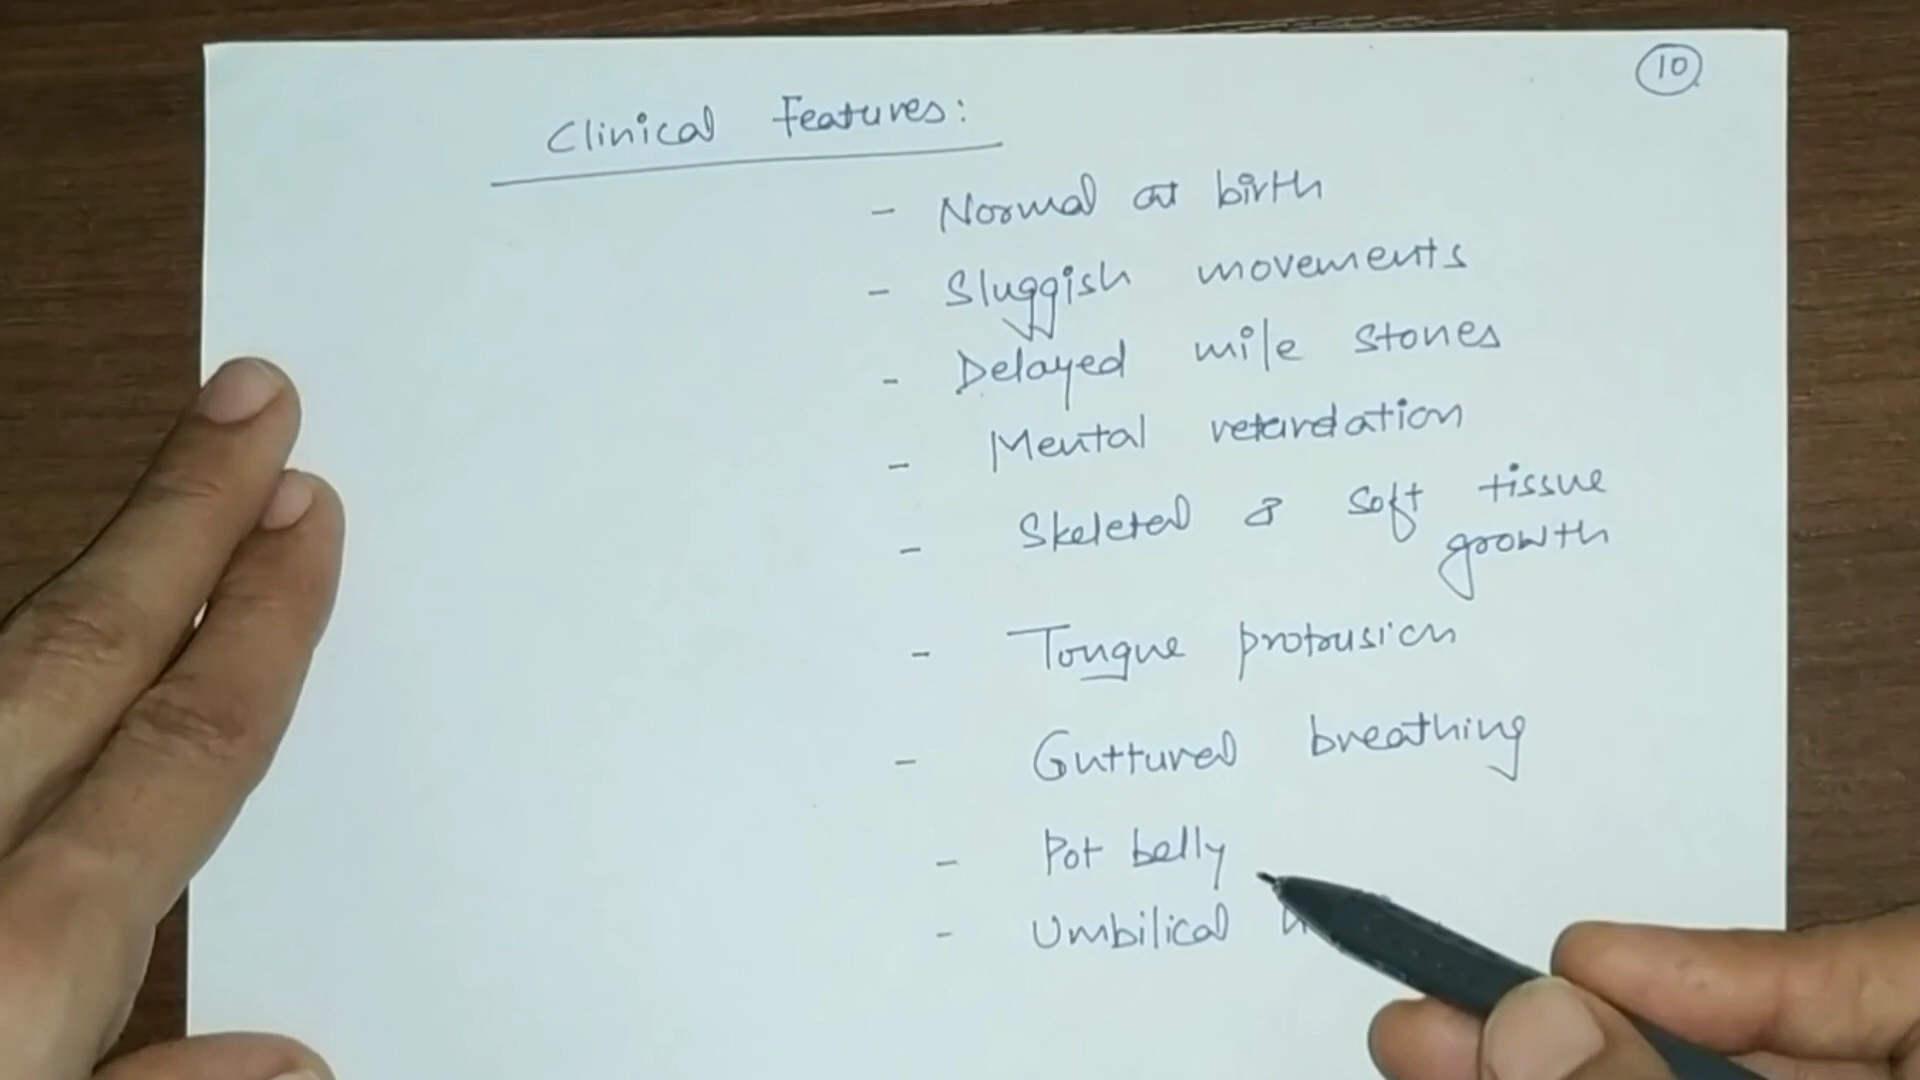 10
Clinical Features:
- Normal at birth
- Sluggish movements
- Delayed mile stones
- Mental retardation
- Skeletal & soft tissue
growth
- Tongue protrusion
- Guttural breathing
- Pot belly
- Umbilical